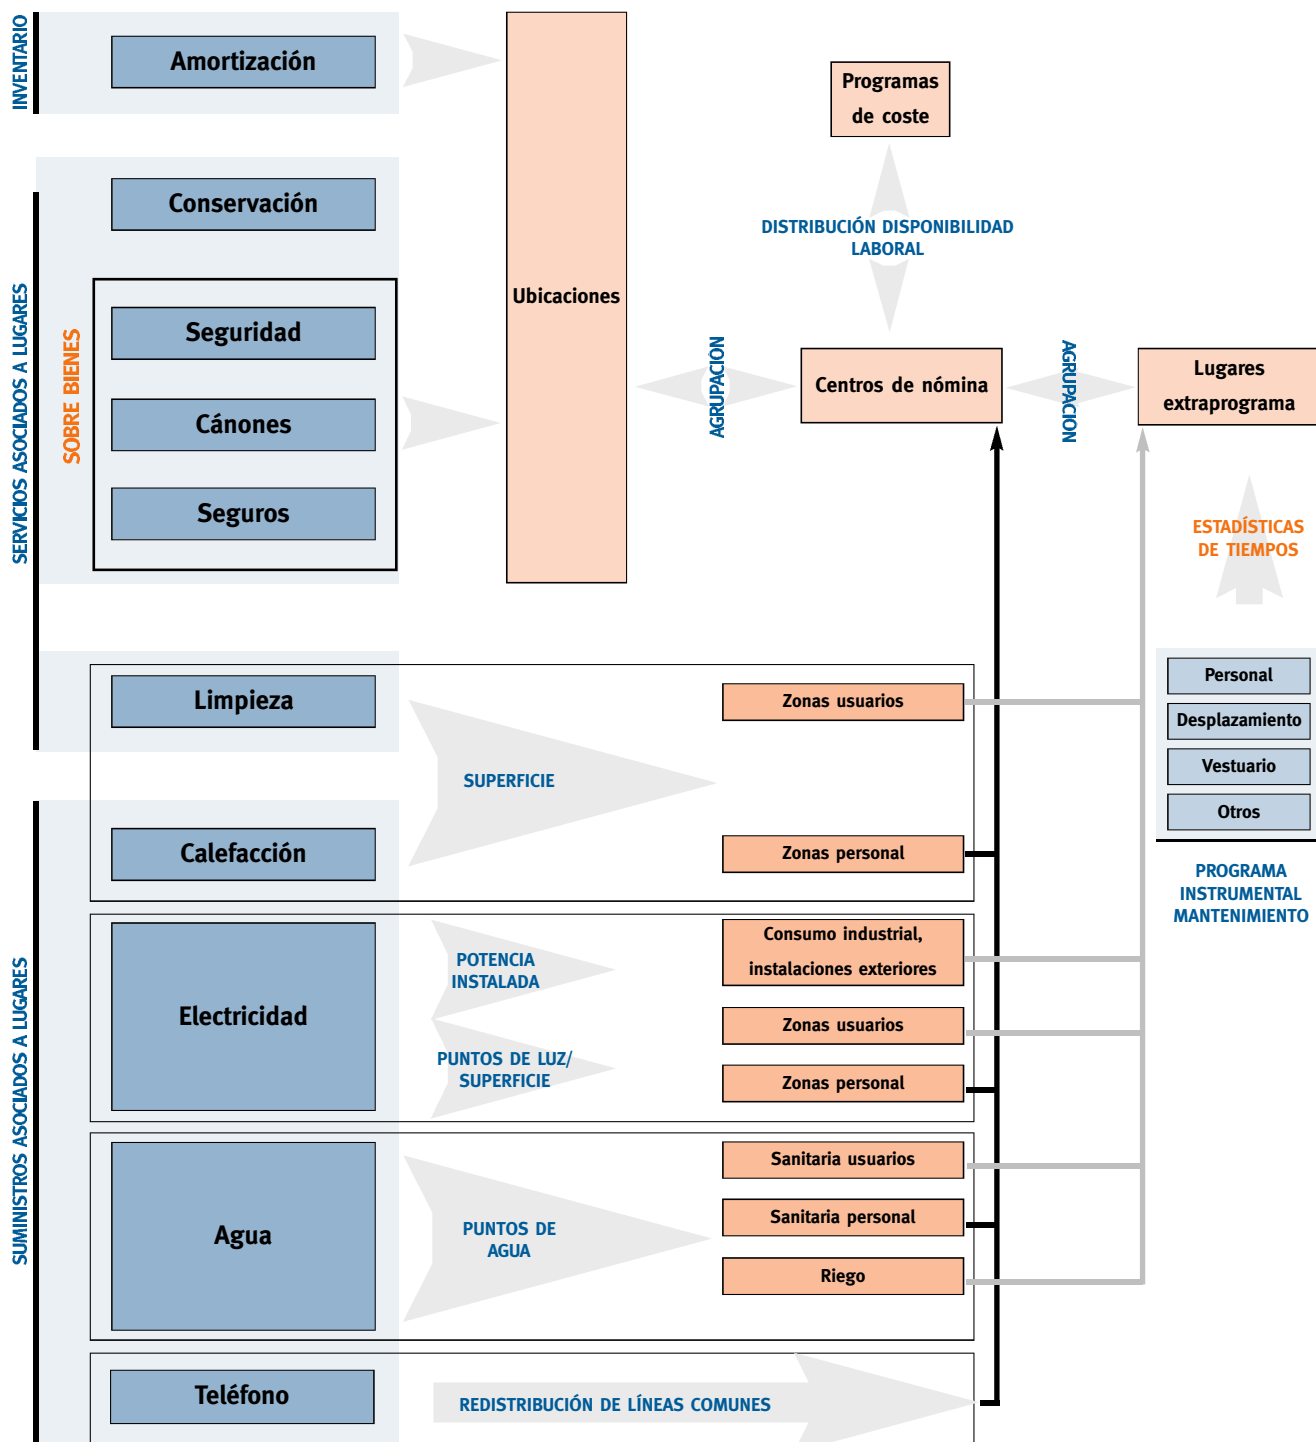 INVENTARIO
Amortización
SERVICIOS ASOCIADOS A LUGARES
Conservación
SOBRE BIENES
Seguridad
Cánones
Seguros
Ubicaciones
Programas
de coste
DISTRIBUCIÓN DISPONIBILIDAD
LABORAL
AGRUPACIÓN
Centros de nómina
AGRUPACION
Lugares
extraprograma
ESTADÍSTICAS
DE TIEMPOS
Limpieza
SUPERFICIE
Zonas usuarios
Personal
Desplazamiento
Vestuario
Otros
PROGRAMA
INSTRUMENTAL
MANTENIMIENTO
SUMINISTROS ASOCIADOS A LUGARES
Calefacción
Zonas personal
Electricidad
POTENCIA
INSTALADA
PUNTOS DE LUZ/
SUPERFICIE
Consumo industrial,
instalaciones exteriores
Zonas usuarios
Zonas personal
Agua
PUNTOS DE
AGUA
Sanitaria usuarios
Sanitaria personal
Riego
Teléfono
REDISTRIBUCIÓN DE LÍNEAS COMUNES